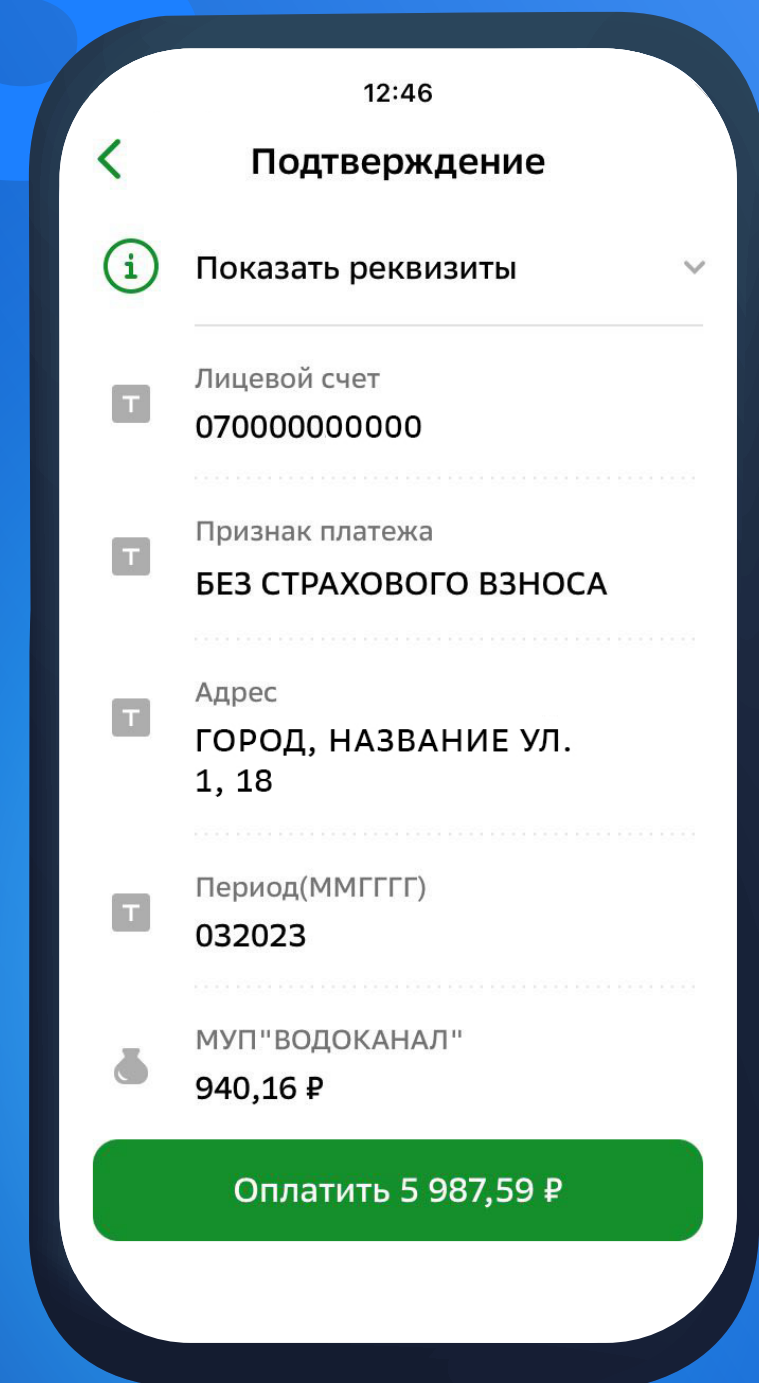 12:46
Подтверждение
i
Показать реквизиты
Лицевой счет
T
070000000000
Признак платежа
T
БЕЗ СТРАХОВОГО ВЗНОСА
Адрес
T
ГОРОД, НАЗВАНИЕ УЛ.
1, 18
Период(ММГГГГ)
T
032023
МУП"ВОДОКАНАЛ"
940,16 ₽
Оплатить 5 987,59 ₽